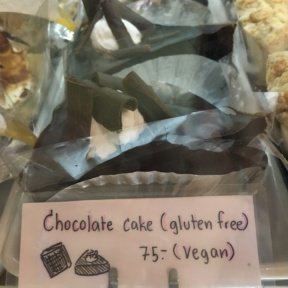 Chocolate cake (gluten free)
75.- (vegan)